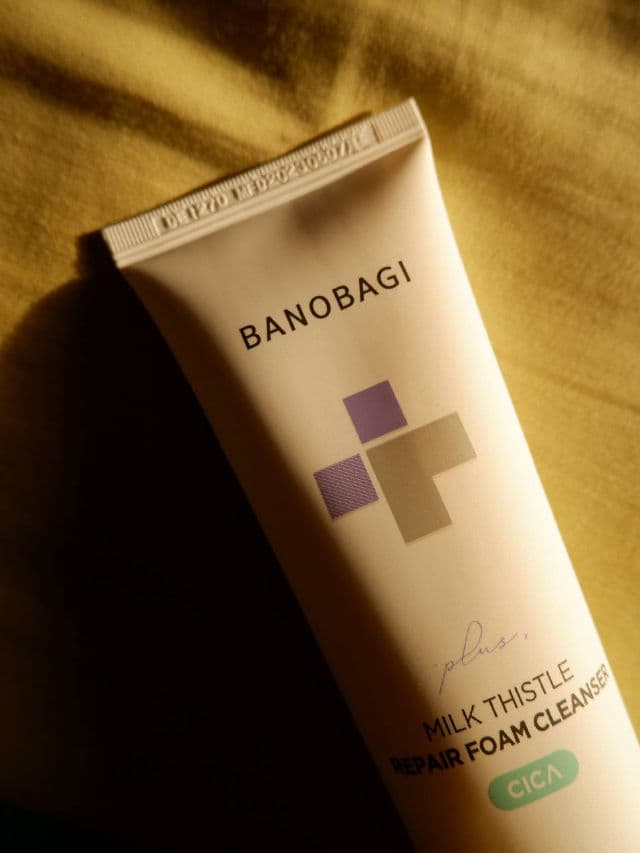 BANOBAGI
plus,
MILK THISTLE
REPAIR FOAM CLEANSER
CICA